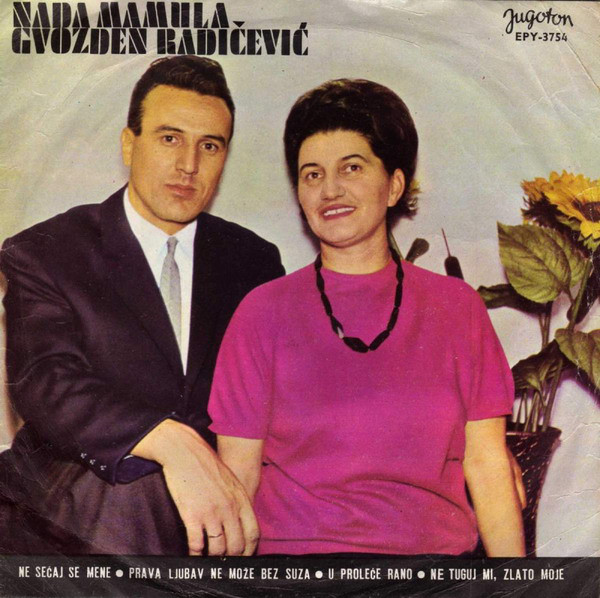 NADA MAMULA
GVOZDEN RADIČEVIĆ
Jugoton
EPY-3754
NE SEĆAJ SE MENE ● PRAVA LJUBAV NE MOŽE BEZ SUZA ● U PROLEĆE RANO ● NE TUGUJ MI, ZLATO MOJE